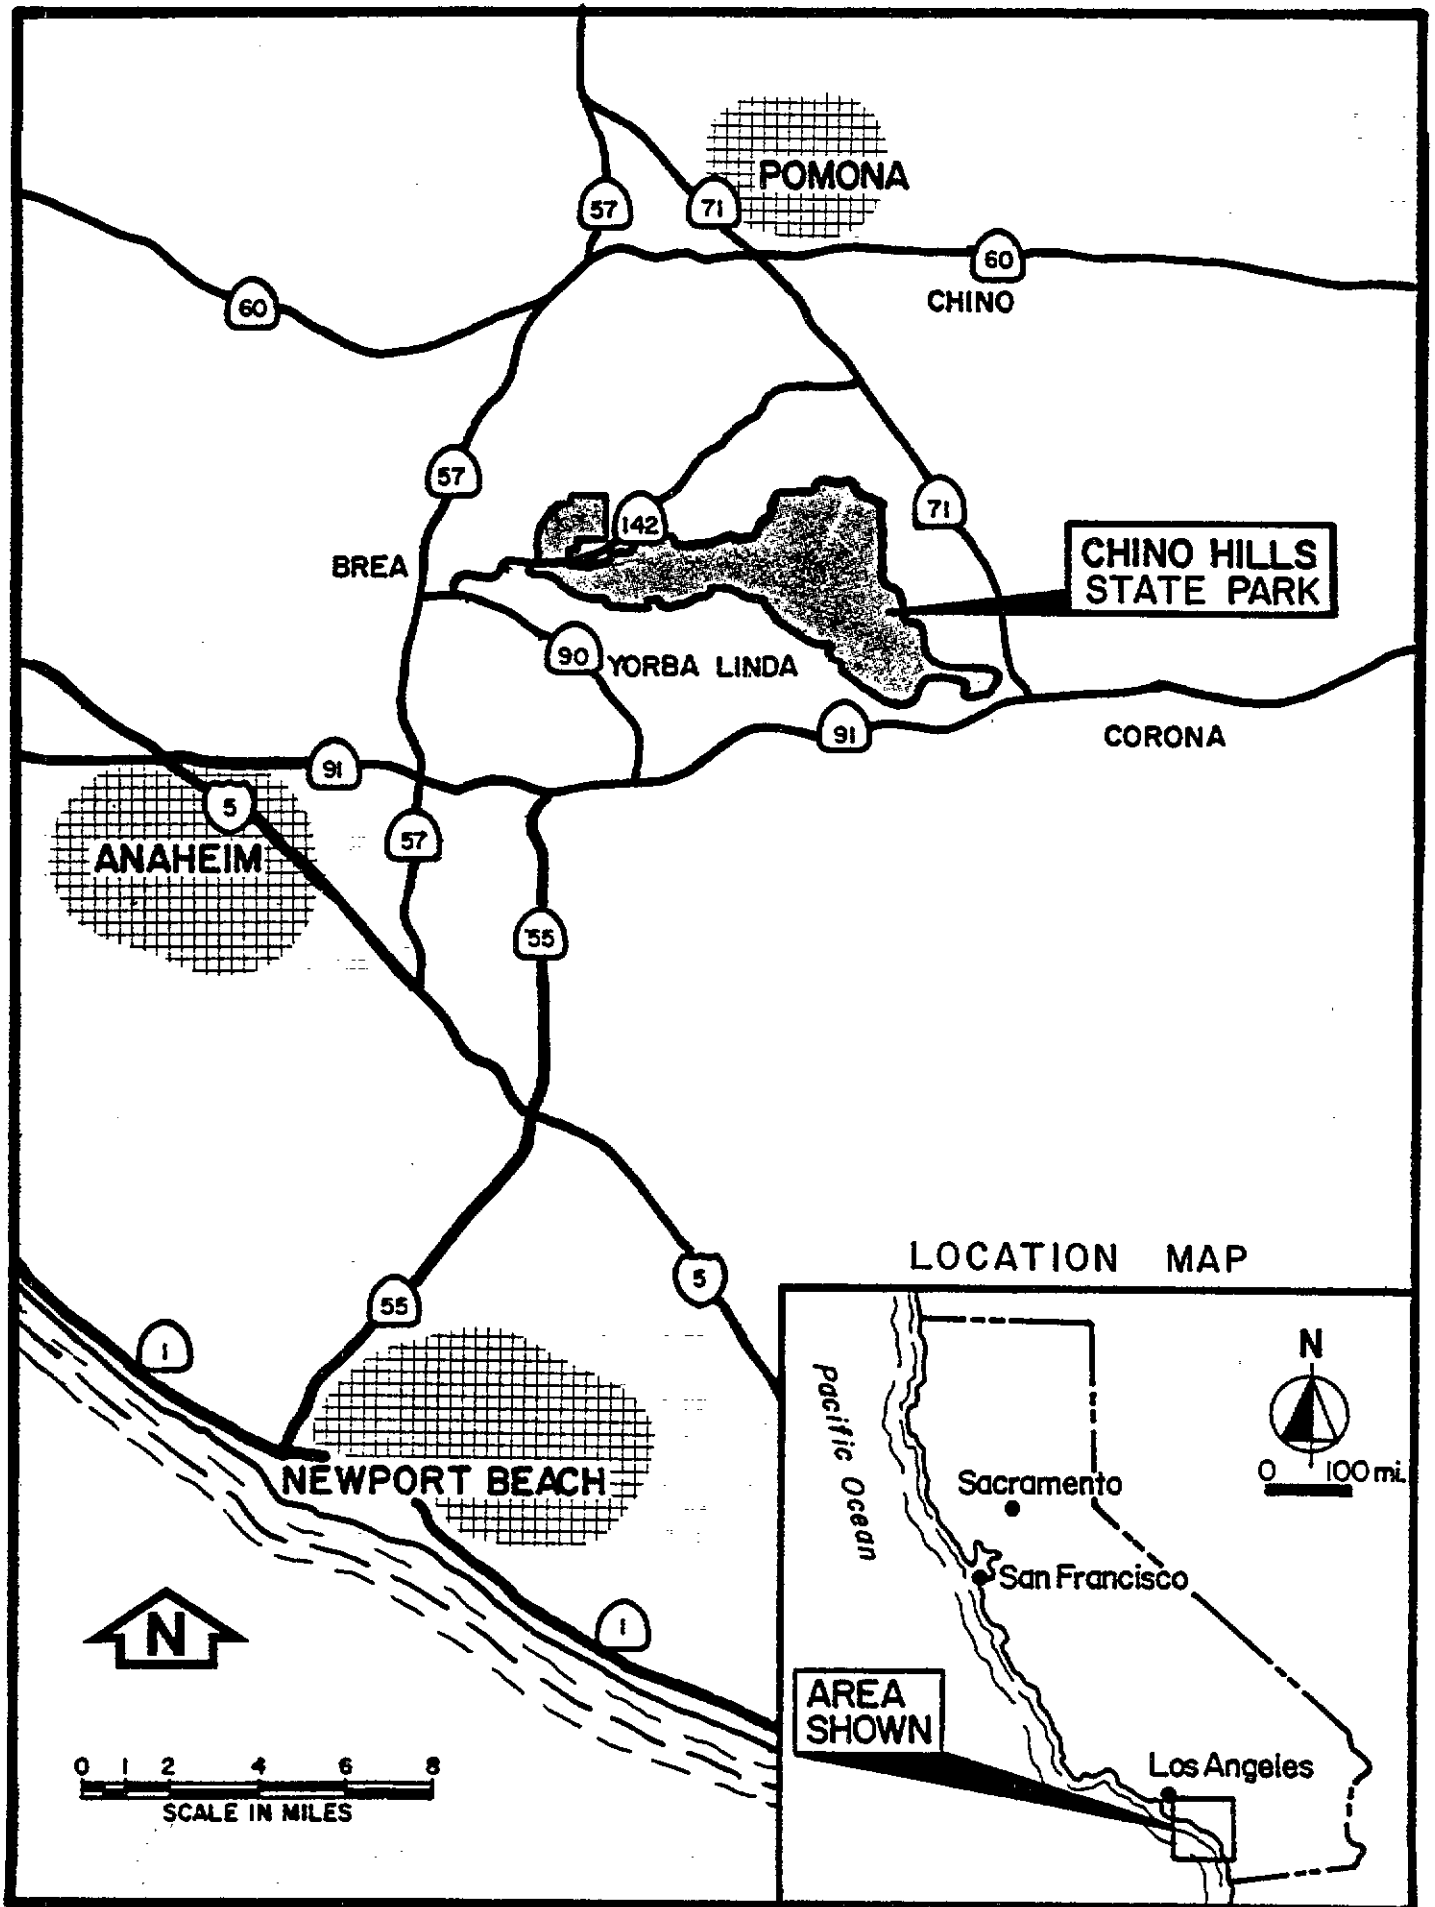 POMONA
57
71
60
60
CHINO
57
71
142
CHINO HILLS
STATE PARK
BREA
90
YORBA LINDA
91
CORONA
91
5
57
ANAHEIM
55
LOCATION MAP
5
55
1
NEWPORT BEACH
1
N
0 1 2 4 6 8
SCALE IN MILES
N
0 100 mi.
Pacific Ocean
Sacramento
San Francisco
AREA
SHOWN
Los Angeles